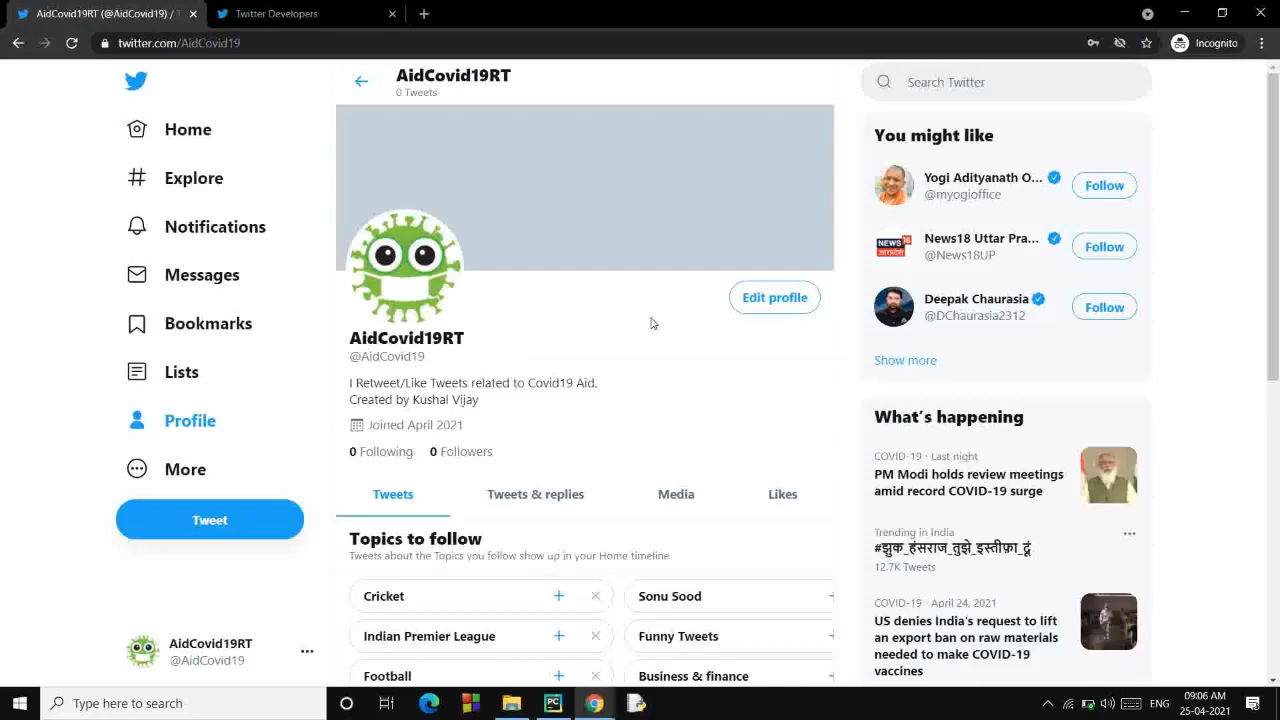 AidCovid19RT (@AidCovid19) / T
Twitter Developers
twitter.com/AidCovid19
Incognito
Home
Explore
Notifications
Messages
Bookmarks
Lists
Profile
More
Tweet
AidCovid19RT
@AidCovid19
AidCovid19RT
0 Tweets
Edit profile
AidCovid19RT
@AidCovid19
I Retweet/Like Tweets related to Covid19 Aid.
Created by Kushal Vijay
Joined April 2021
0 Following 0 Followers
Tweets Tweets & replies Media Likes
Topics to follow
Tweets about the Topics you follow show up in your Home timeline
Cricket Sonu Sood
Indian Premier League Funny Tweets
Football Business & finance
Search Twitter
You might like
Yogi Adityanath O...
@myogioffice
Follow
NEWS 18
उत्तर प्रदेश
News18 Uttar Pra...
@News18UP
Follow
Deepak Chaurasia
@DChaurasia2312
Follow
Show more
What's happening
COVID-19 · Last night
PM Modi holds review meetings
amid record COVID-19 surge
Trending in India
#झुक_हंसराज_तुझे_इस्तीफ़ा_दूं
12.7K Tweets
COVID-19 · April 24, 2021
US denies India's request to lift
an export ban on raw materials
needed to make COVID-19
vaccines
Type here to search
PC
ENG
09:06 AM
25-04-2021